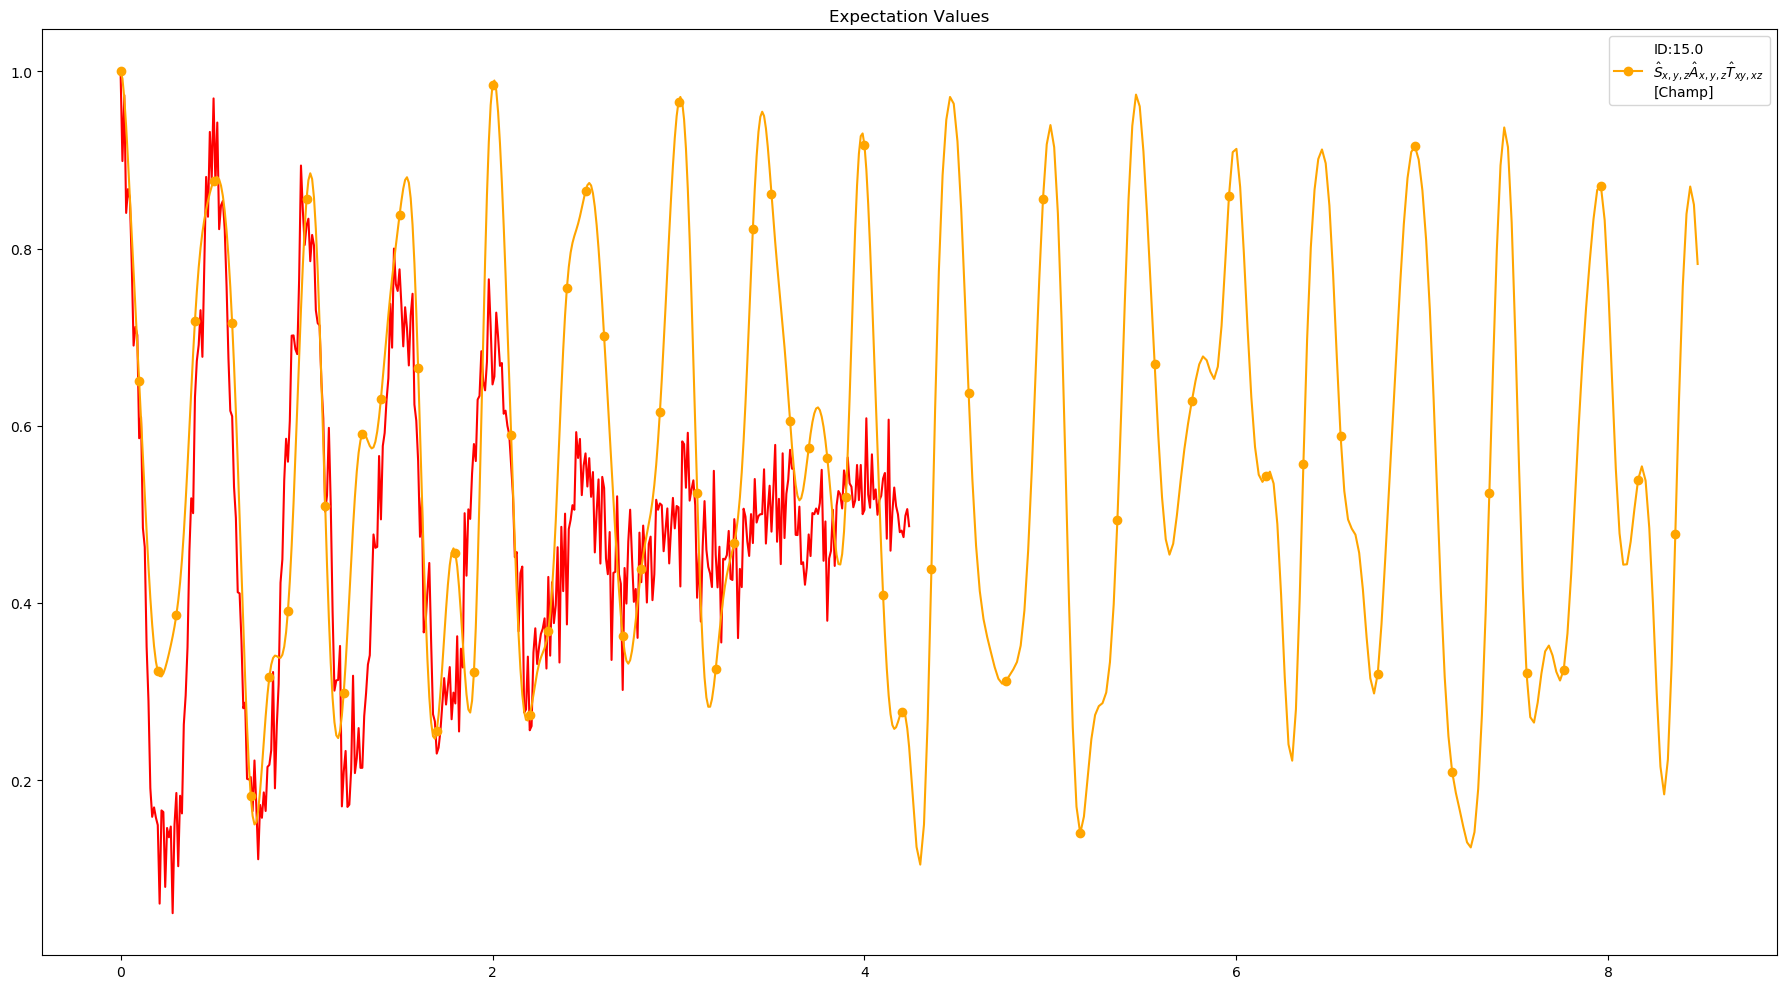 Expectation Values
ID:15.0
$\hat{S}_{x,y,z}\hat{A}_{x,y,z}\hat{T}_{xy,xz}$
[Champ]
1.0
0.8
0.6
0.4
0.2
0 2 4 6 8